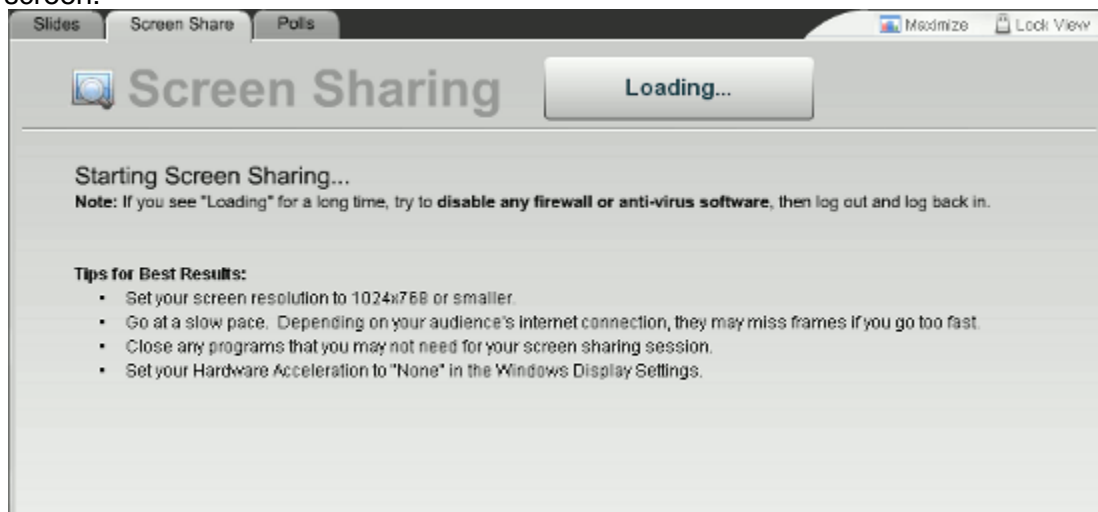 screen.
Slides Screen Share Polls Maximize Lock View
Screen Sharing Loading...
Starting Screen Sharing...
Note: If you see "Loading" for a long time, try to disable any firewall or anti-virus software, then log out and log back in.
Tips for Best Results:
• Set your screen resolution to 1024x768 or smaller.
• Go at a slow pace. Depending on your audience's internet connection, they may miss frames if you go too fast.
• Close any programs that you may not need for your screen sharing session.
• Set your Hardware Acceleration to "None" in the Windows Display Settings.